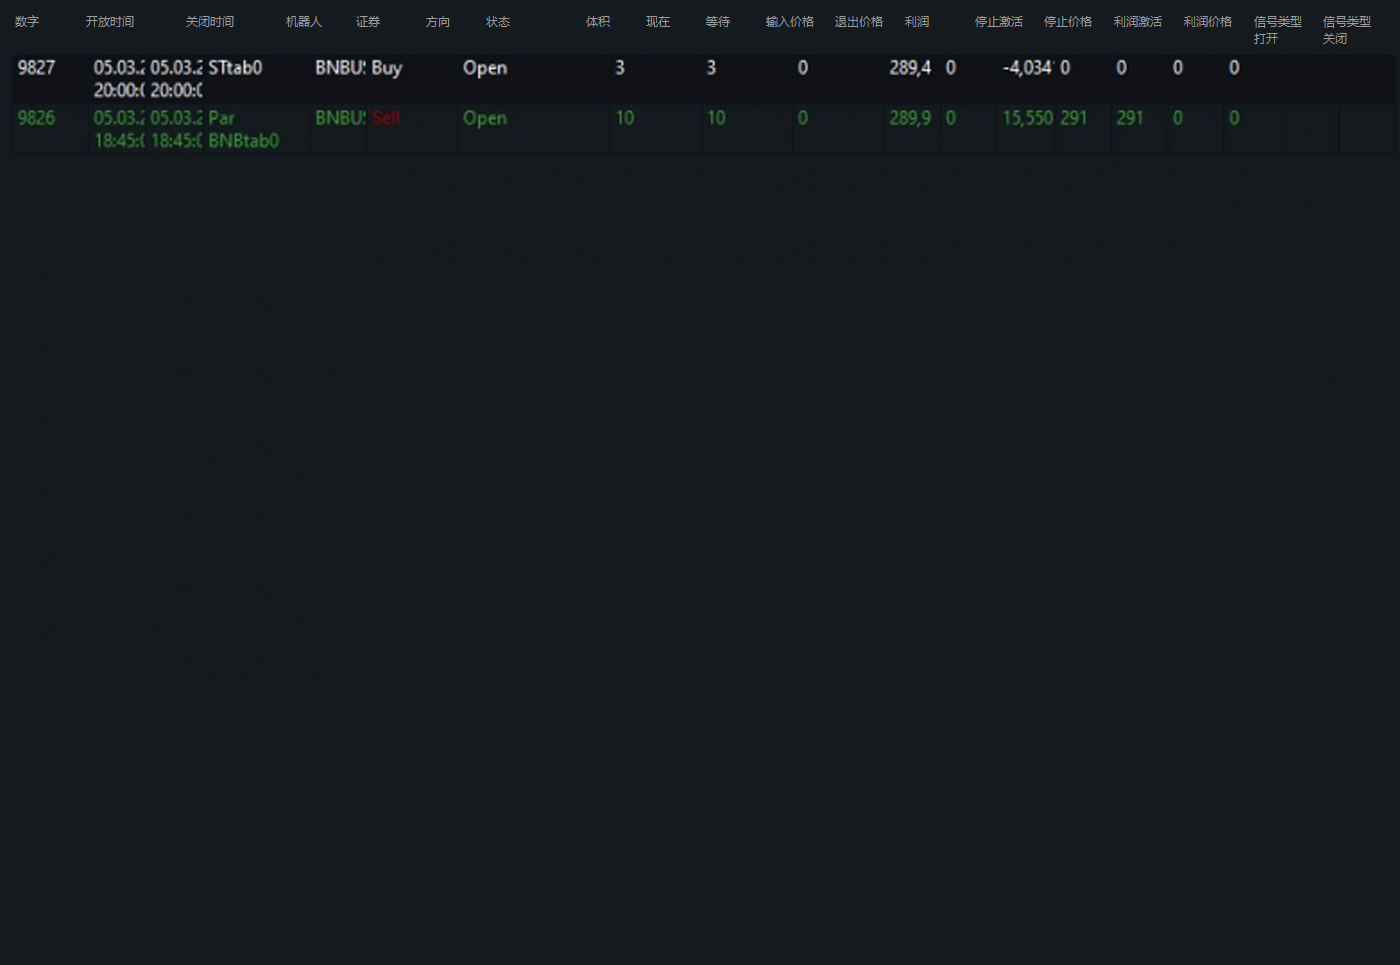 数字 开放时间 关闭时间 机器人 证券 方向 状态 体积 现在 等待 输入价格 退出价格 利润 停止激活 停止价格 利润激活 利润价格 信号类型 信号类型
打开 关闭
9827 05.03.2 05.03.2 STtab0 BNBU Buy Open 3 3 0 289,4 0 -4,034 0 0 0 0
20:00:( 20:00:(
9826 05.03.2 05.03.2 Par BNBU Sell Open 10 10 0 289,9 0 15,550 291 291 0 0
18:45:( 18:45:( BNBtab0